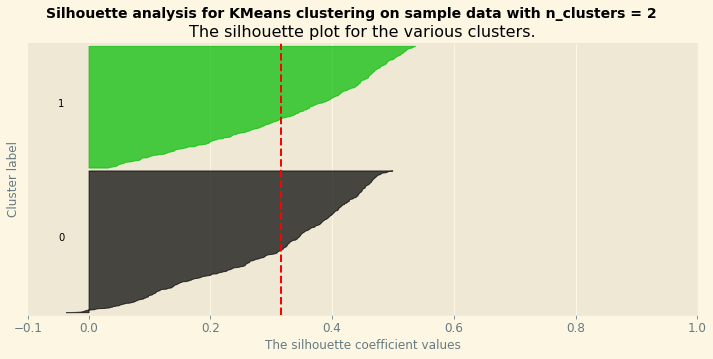 Silhouette analysis for KMeans clustering on sample data with n_clusters = 2
The silhouette plot for the various clusters.
Cluster label
1
0
−0.1 0.0 0.2 0.4 0.6 0.8 1.0
The silhouette coefficient values